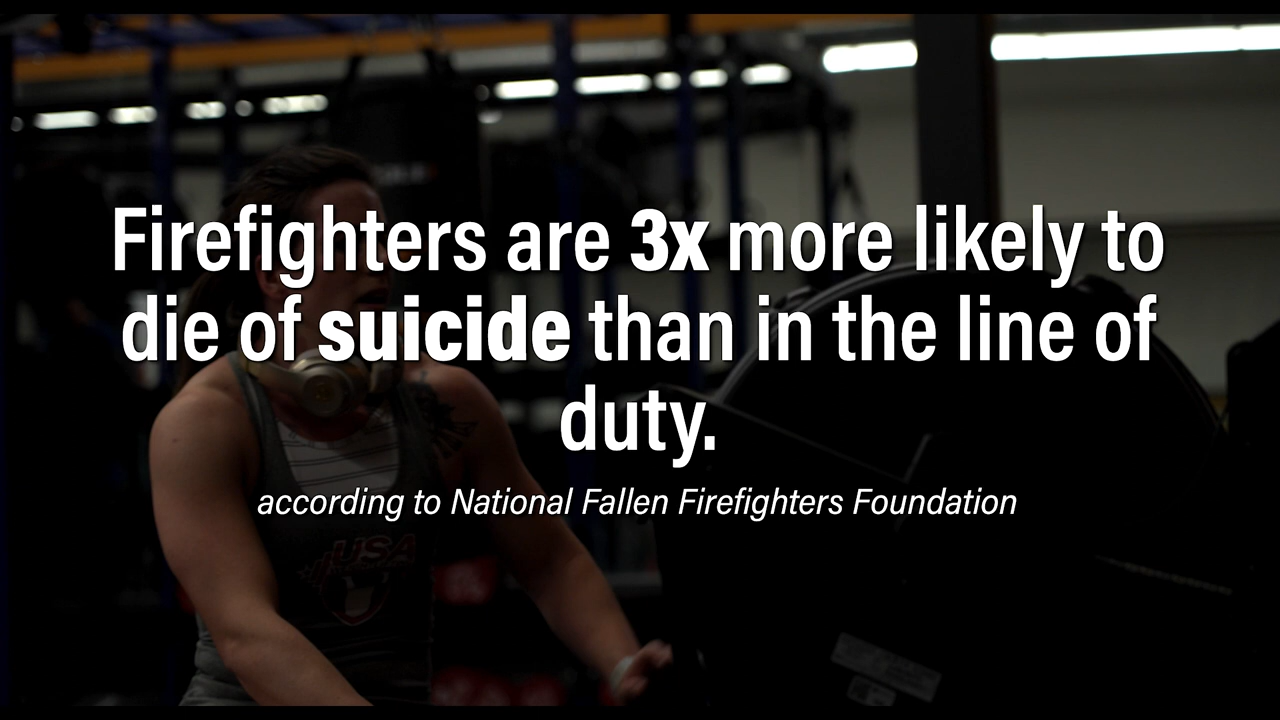 Firefighters are 3x more likely to
die of suicide than in the line of
duty.
according to National Fallen Firefighters Foundation
USA